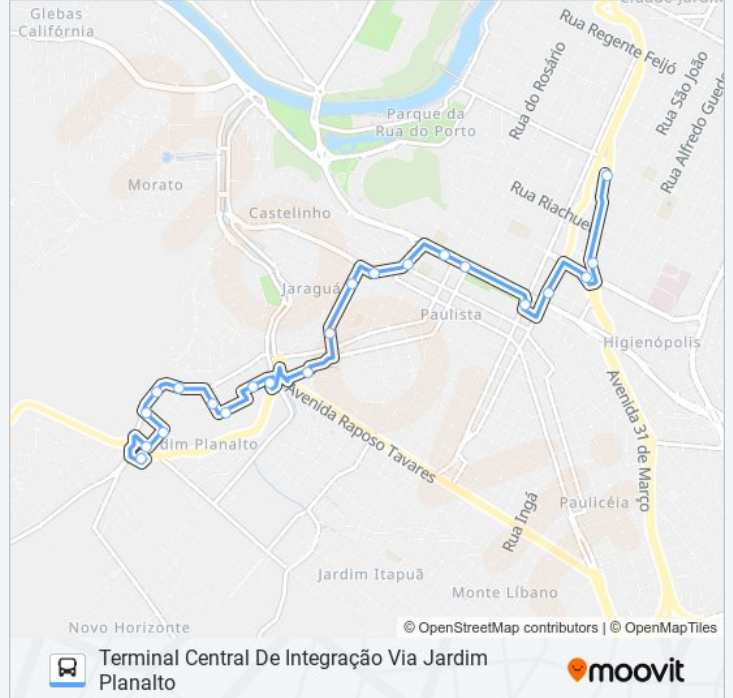 Glebas
Califórnia
Rua Regente Feijó
Rua do Rosário
Rua São João
Rua Alfredo Guede
Parque da
Rua do Porto
Morato
Castelinho
Rua Riachue
Jaraguá
Paulista
Higienópolis
dim Planalto
Avenida Raposo Tavares
Avenida 31 de Março
Rua Ingá
Paulicéia
Jardim Itapuã
Monte Líbano
Novo Horizonte
© OpenStreetMap contributors | © OpenMapTiles
Terminal Central De Integração Via Jardim
Planalto
moovit